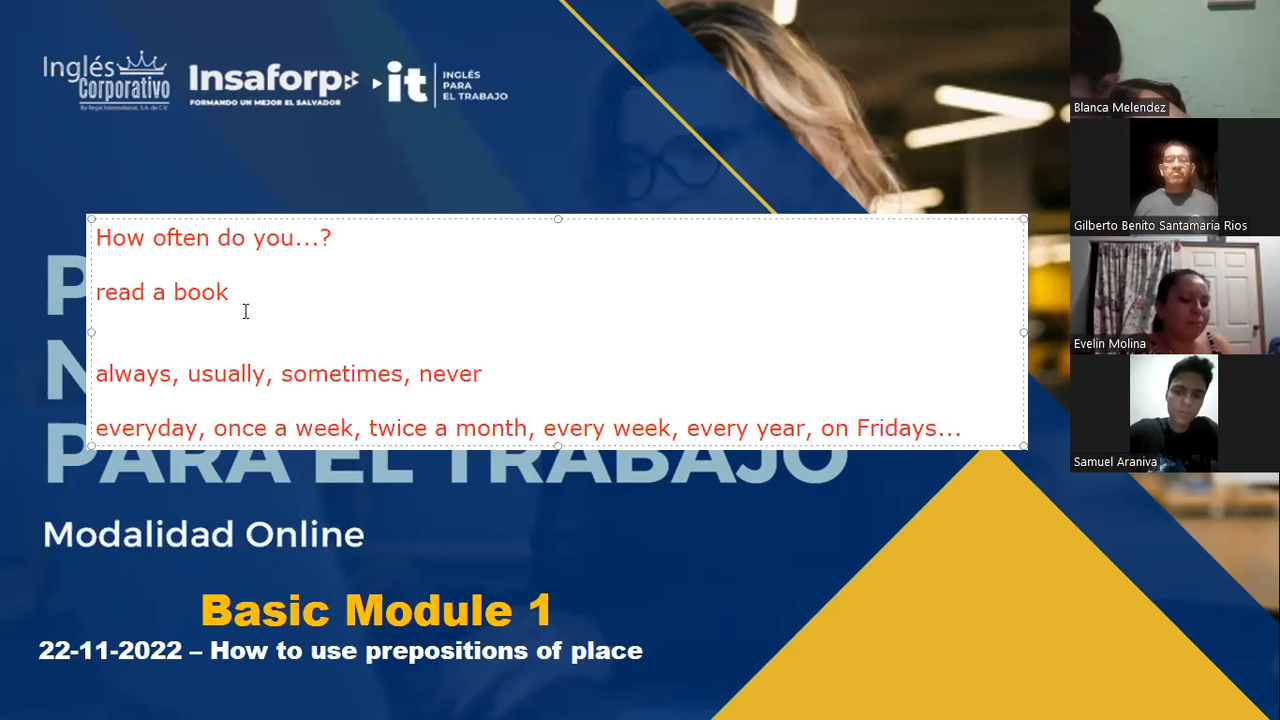 Inglés
Corporativo
By Regal International, S.A. de C.V.
Insaforp
FORMANDO UN MEJOR EL SALVADOR
it
INGLÉS
PARA
EL TRABAJO
How often do you...?
read a book
always, usually, sometimes, never
everyday, once a week, twice a month, every week, every year, on Fridays...
P
N
PARA EL TRABAJO
Modalidad Online
Basic Module 1
22-11-2022 – How to use prepositions of place
Blanca Melendez
Gilberto Benito Santamaria Rios
Evelin Molina
Samuel Araniva